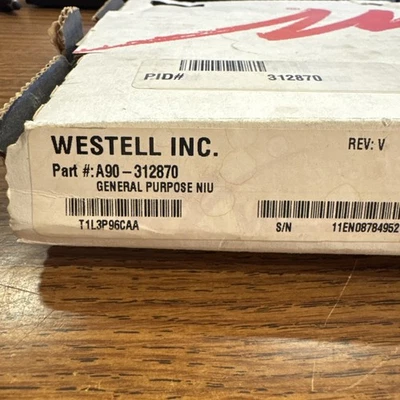 PID# 312870
WESTELL INC. REV: V
Part #: A90-312870
GENERAL PURPOSE NIU
T1L3P96CAA S/N 11EN08784952